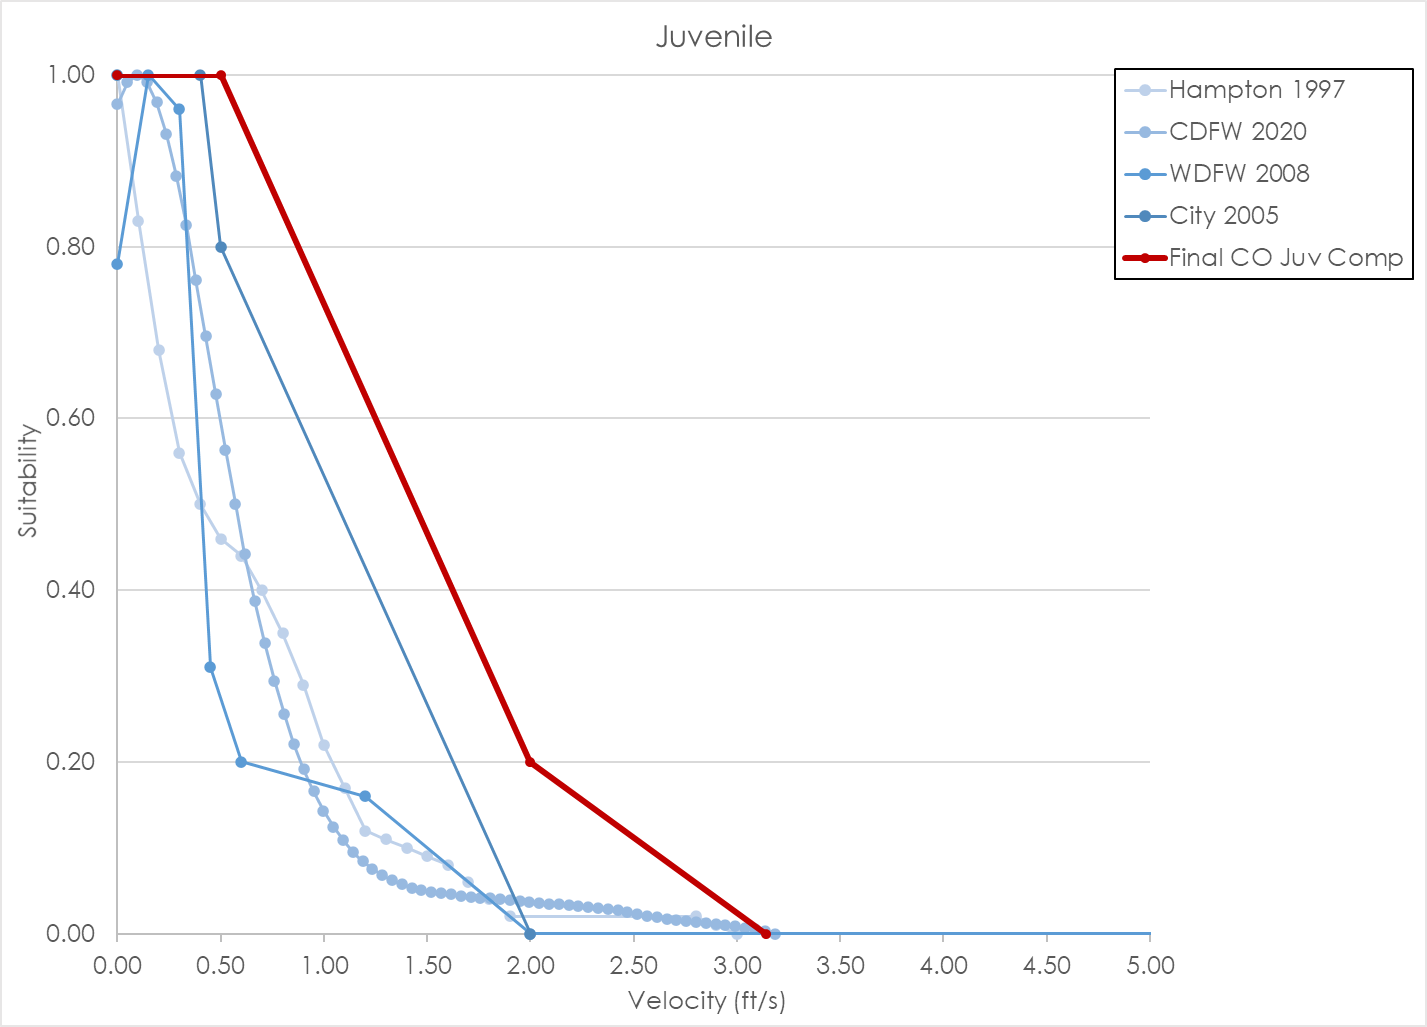 Juvenile
1.00
0.80
0.60
0.40
0.20
0.00
Suitability
0.00 0.50 1.00 1.50 2.00 2.50 3.00 3.50 4.00 4.50 5.00
Velocity (ft/s)
Hampton 1997
CDFW 2020
WDFW 2008
City 2005
Final CO Juv Comp